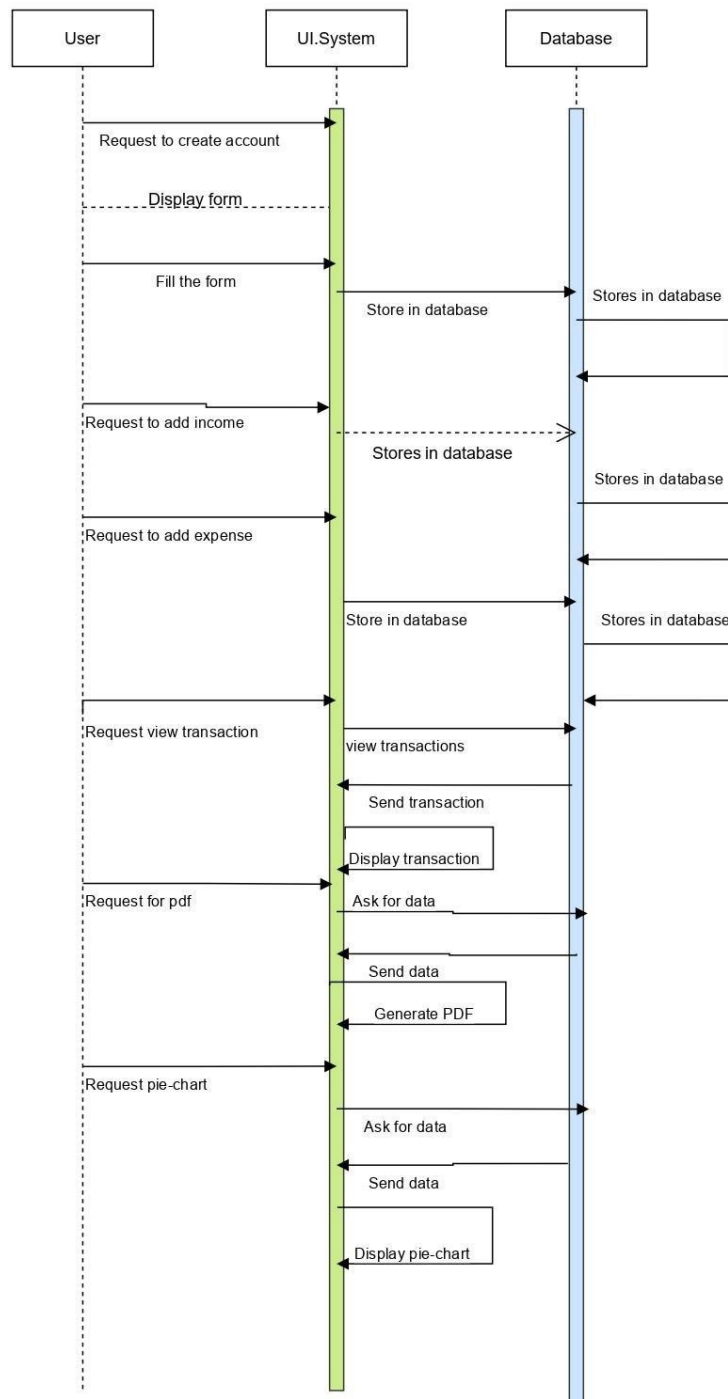 User
UI.System
Database
Request to create account
Display form
Fill the form
Store in database
Stores in database
Request to add income
Stores in database
Stores in database
Request to add expense
Store in database
Stores in database
Request view transaction
view transactions
Send transaction
Display transaction
Request for pdf
Ask for data
Send data
Generate PDF
Request pie-chart
Ask for data
Send data
Display pie-chart